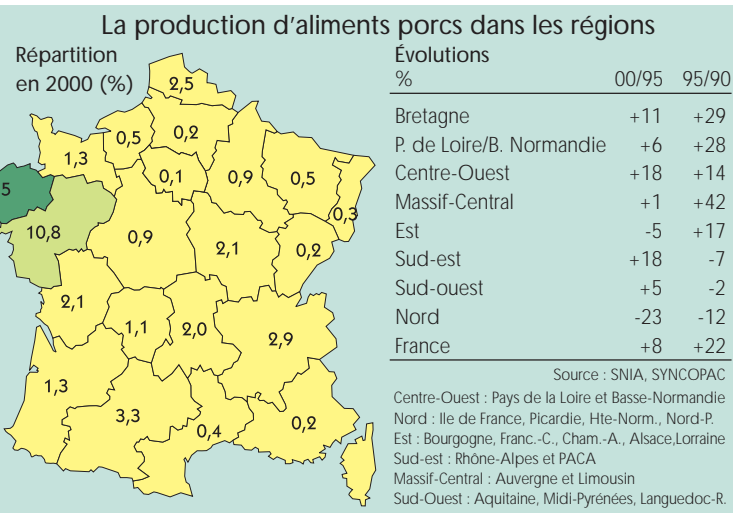 La production d'aliments porcs dans les régions
Répartition
en 2000 (%)
2,5
0,5
0,2
1,3
0,1
0,9
0,5
0,3
5
10,8
0,9
2,1
0,2
2,1
1,1
2,0
2,9
1,3
3,3
0,4
0,2
Évolutions
% 00/95 95/90
Bretagne +11 +29
P. de Loire/B. Normandie +6 +28
Centre-Ouest +18 +14
Massif-Central +1 +42
Est -5 +17
Sud-est +18 -7
Sud-ouest +5 -2
Nord -23 -12
France +8 +22
Source : SNIA, SYNCOPAC
Centre-Ouest : Pays de la Loire et Basse-Normandie
Nord : Ile de France, Picardie, Hte-Norm., Nord-P.
Est : Bourgogne, Franc.-C., Cham.-A., Alsace,Lorraine
Sud-est : Rhône-Alpes et PACA
Massif-Central : Auvergne et Limousin
Sud-Ouest : Aquitaine, Midi-Pyrénées, Languedoc-R.